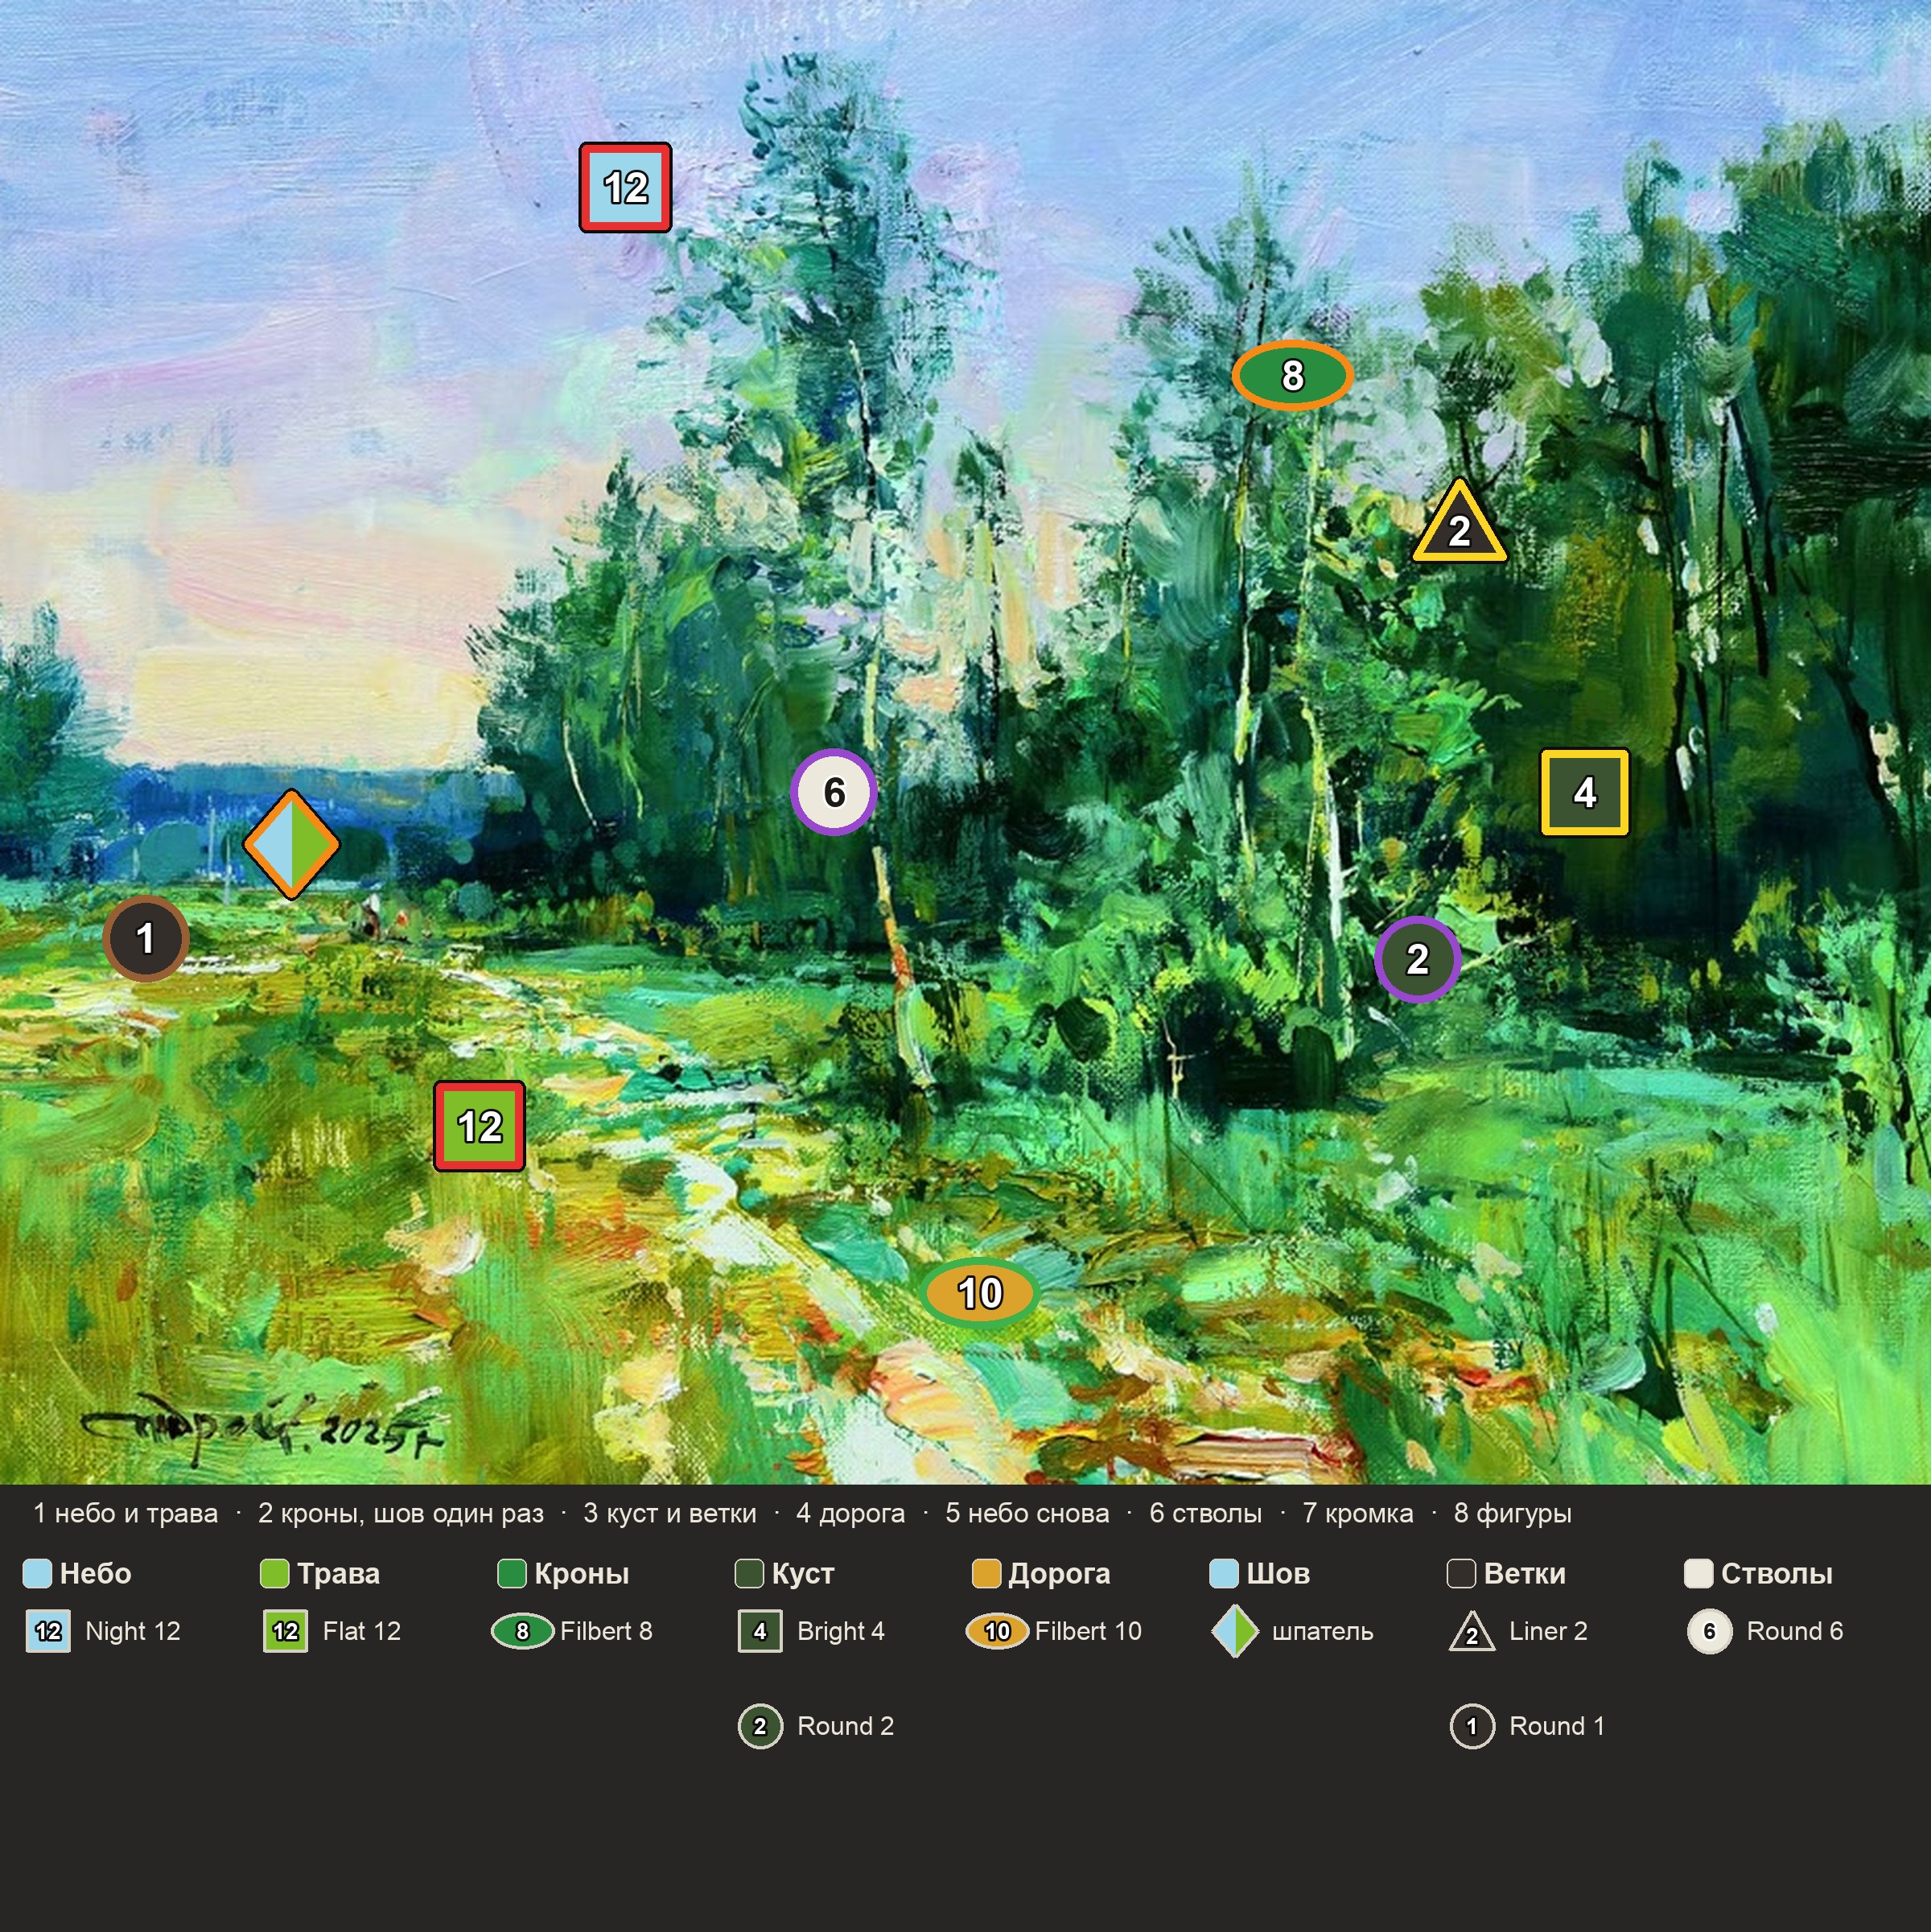 12
8
2
6
4
1
2
12
10
2025г
1 небо и трава · 2 кроны, шов один раз · 3 куст и ветки · 4 дорога · 5 небо снова · 6 стволы · 7 кромка · 8 фигуры
Небо Трава Кроны Куст Дорога Шов Ветки Стволы
12 Night 12 12 Flat 12 8 Filbert 8 4 Bright 4 10 Filbert 10 шпатель 2 Liner 2 6 Round 6
2 Round 2 1 Round 1